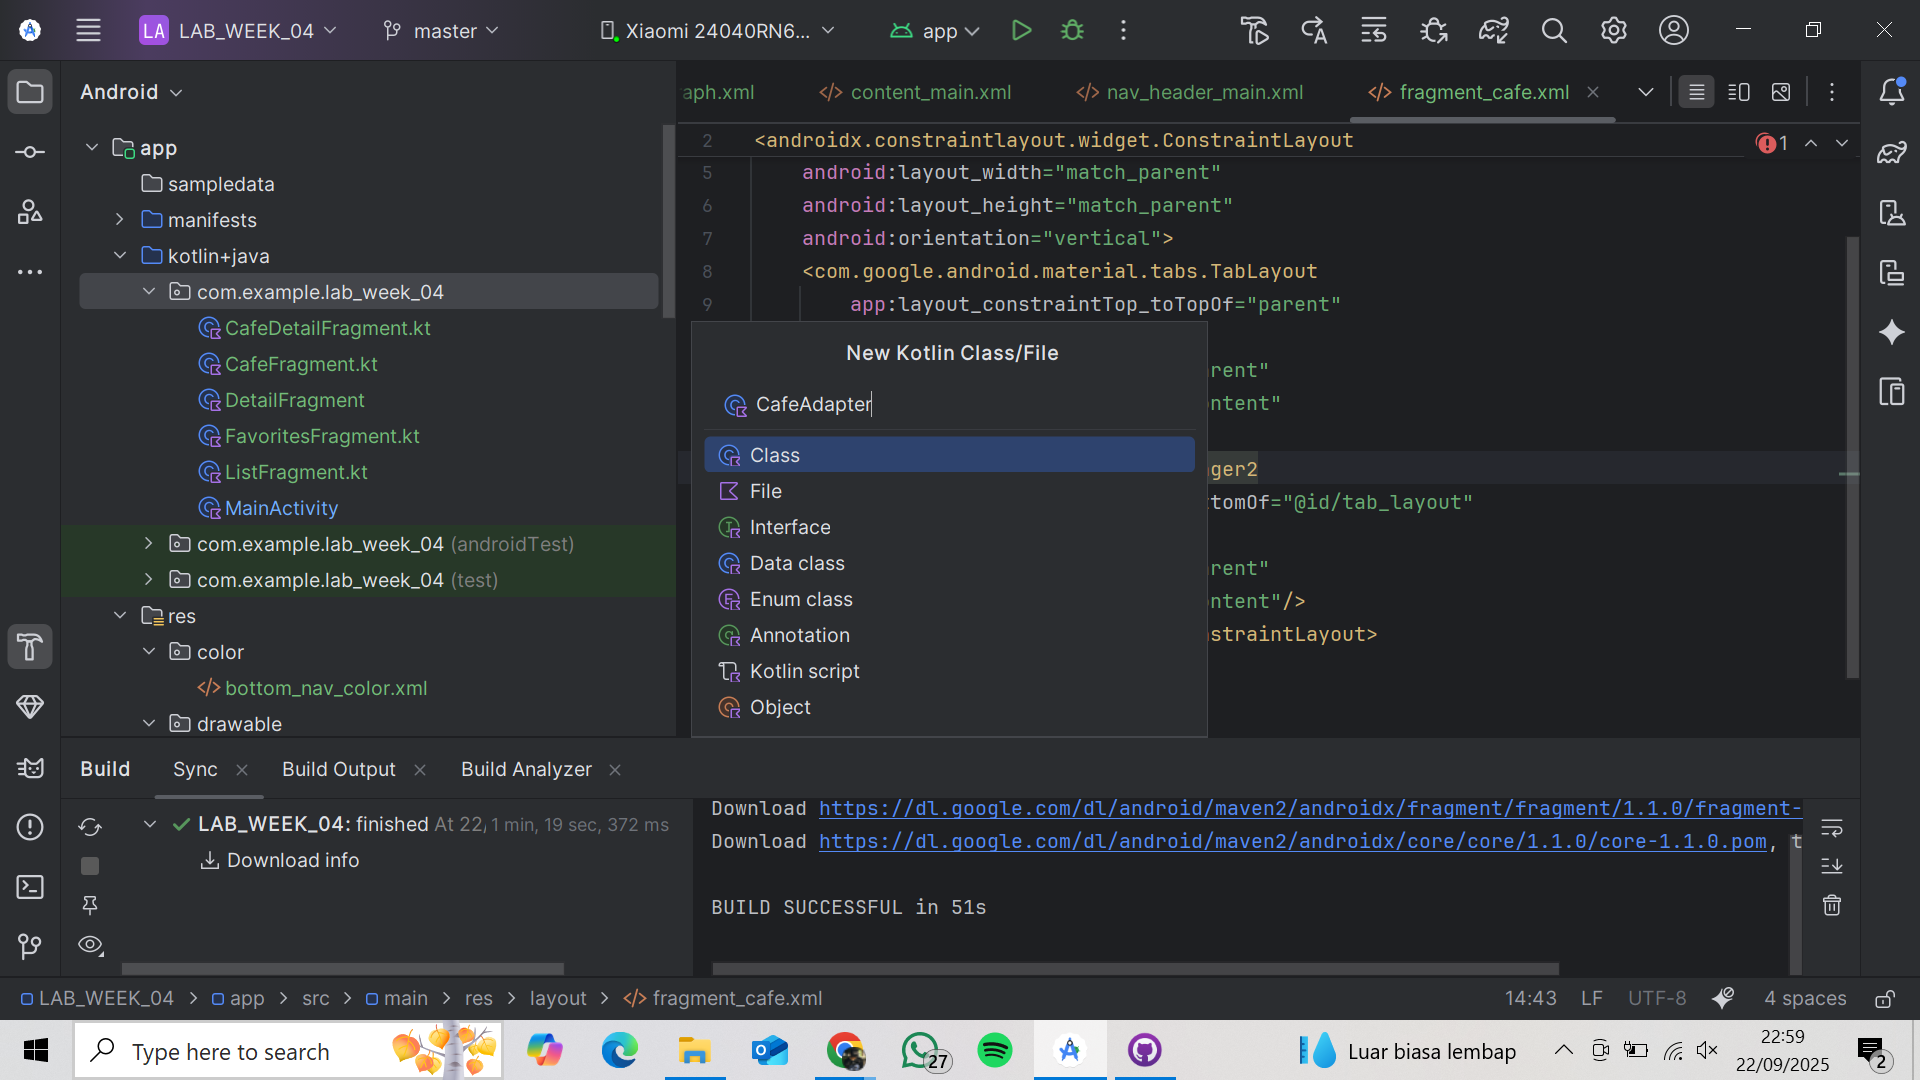 LA LAB_WEEK_04
master
Xiaomi 24040RN6...
app
Android
app
sampledata
manifests
kotlin+java
com.example.lab_week_04
CafeDetailFragment.kt
CafeFragment.kt
DetailFragment
FavoritesFragment.kt
ListFragment.kt
MainActivity
com.example.lab_week_04 (androidTest)
com.example.lab_week_04 (test)
res
color
bottom_nav_color.xml
drawable
aph.xml
content_main.xml
nav_header_main.xml
fragment_cafe.xml
2 <androidx.constraintlayout.widget.ConstraintLayout
1
5 android:layout_width="match_parent"
6 android:layout_height="match_parent"
7 android:orientation="vertical">
8 <com.google.android.material.tabs.TabLayout
9 app:layout_constraintTop_toTopOf="parent"
rent"
ntent"
ger2
tomOf="@id/tab_layout"
rent"
ntent"/>
straintLayout>
New Kotlin Class/File
CafeAdapter
Class
File
Interface
Data class
Enum class
Annotation
Kotlin script
Object
Build
Sync
Build Output
Build Analyzer
LAB_WEEK_04: finished At 22, 1 min, 19 sec, 372 ms
Download info
Download https://dl.google.com/dl/android/maven2/androidx/fragment/fragment/1.1.0/fragment-
Download https://dl.google.com/dl/android/maven2/androidx/core/core/1.1.0/core-1.1.0.pom, t
BUILD SUCCESSFUL in 51s
LAB_WEEK_04 > app > src > main > res > layout > fragment_cafe.xml
14:43 LF UTF-8 4 spaces
Type here to search
27
Luar biasa lembap
22:59
22/09/2025
2